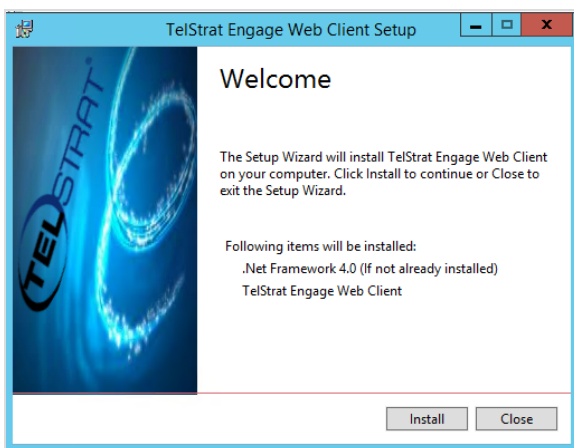 TelStrat Engage Web Client Setup
TELSTRAT
Welcome
The Setup Wizard will install TelStrat Engage Web Client
on your computer. Click Install to continue or Close to
exit the Setup Wizard.
Following items will be installed:
.Net Framework 4.0 (If not already installed)
TelStrat Engage Web Client
Install
Close